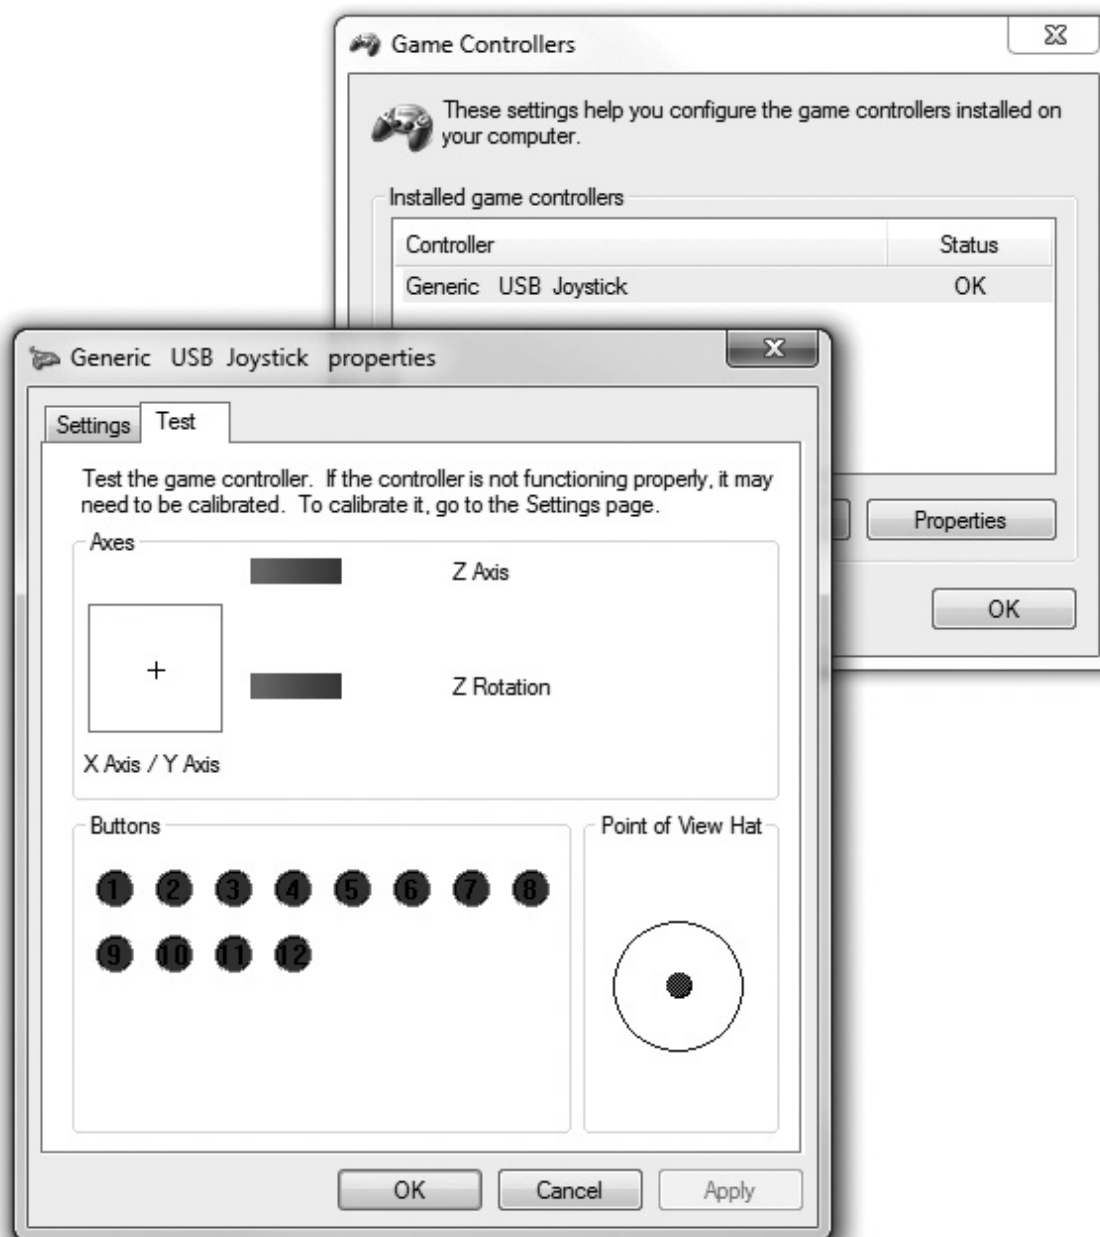 Game Controllers
These settings help you configure the game controllers installed on
your computer.
Installed game controllers
Controller Status
Generic USB Joystick OK
Properties
OK
Generic USB Joystick properties
Settings Test
Test the game controller. If the controller is not functioning properly, it may
need to be calibrated. To calibrate it, go to the Settings page.
Axes
Z Axis
Z Rotation
X Axis / Y Axis
Buttons
1 2 3 4 5 6 7 8
9 10 11 12
Point of View Hat
OK Cancel Apply